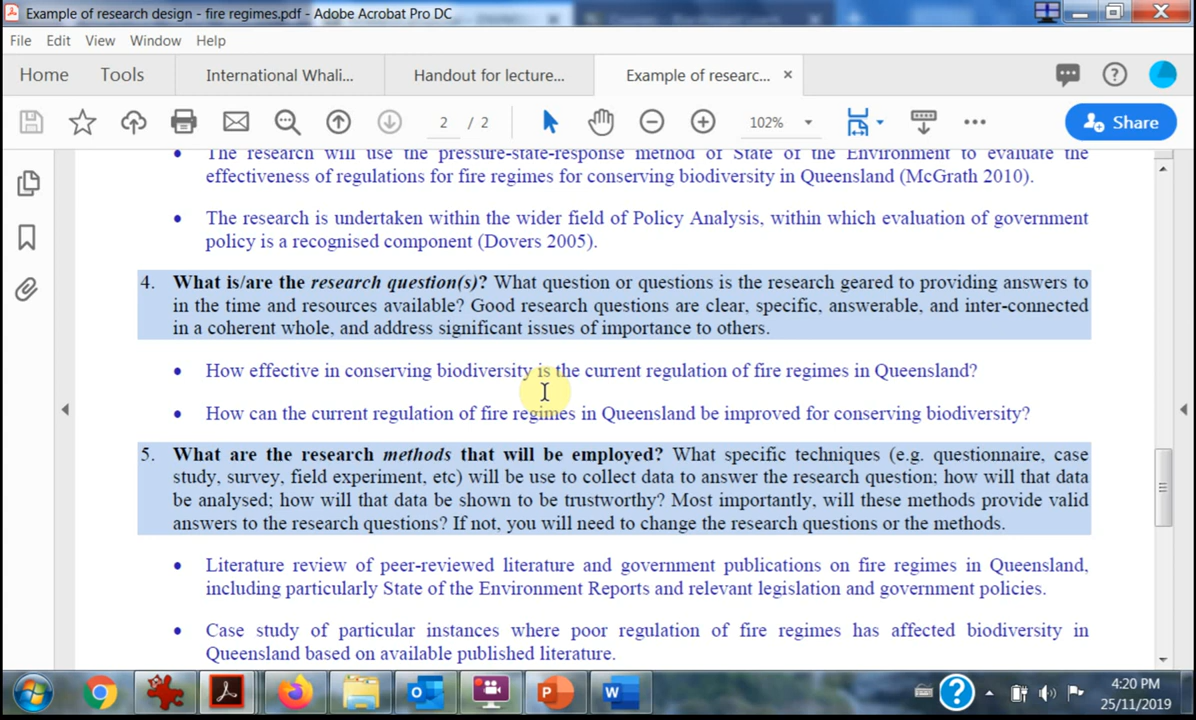 Example of research design - fire regimes.pdf - Adobe Acrobat Pro DC
File Edit View Window Help
Home Tools International Whali... Handout for lecture... Example of researc... ×
2 / 2 102% Share
The research will use the pressure-state-response method of State of the Environment to evaluate the
effectiveness of regulations for fire regimes for conserving biodiversity in Queensland (McGrath 2010).
The research is undertaken within the wider field of Policy Analysis, within which evaluation of government
policy is a recognised component (Dovers 2005).
4. What is/are the research question(s)? What question or questions is the research geared to providing answers to
in the time and resources available? Good research questions are clear, specific, answerable, and inter-connected
in a coherent whole, and address significant issues of importance to others.
How effective in conserving biodiversity is the current regulation of fire regimes in Queensland?
How can the current regulation of fire regimes in Queensland be improved for conserving biodiversity?
5. What are the research methods that will be employed? What specific techniques (e.g. questionnaire, case
study, survey, field experiment, etc) will be use to collect data to answer the research question; how will that data
be analysed; how will that data be shown to be trustworthy? Most importantly, will these methods provide valid
answers to the research questions? If not, you will need to change the research questions or the methods.
Literature review of peer-reviewed literature and government publications on fire regimes in Queensland,
including particularly State of the Environment Reports and relevant legislation and government policies.
Case study of particular instances where poor regulation of fire regimes has affected biodiversity in
Queensland based on available published literature.
4:20 PM
25/11/2019